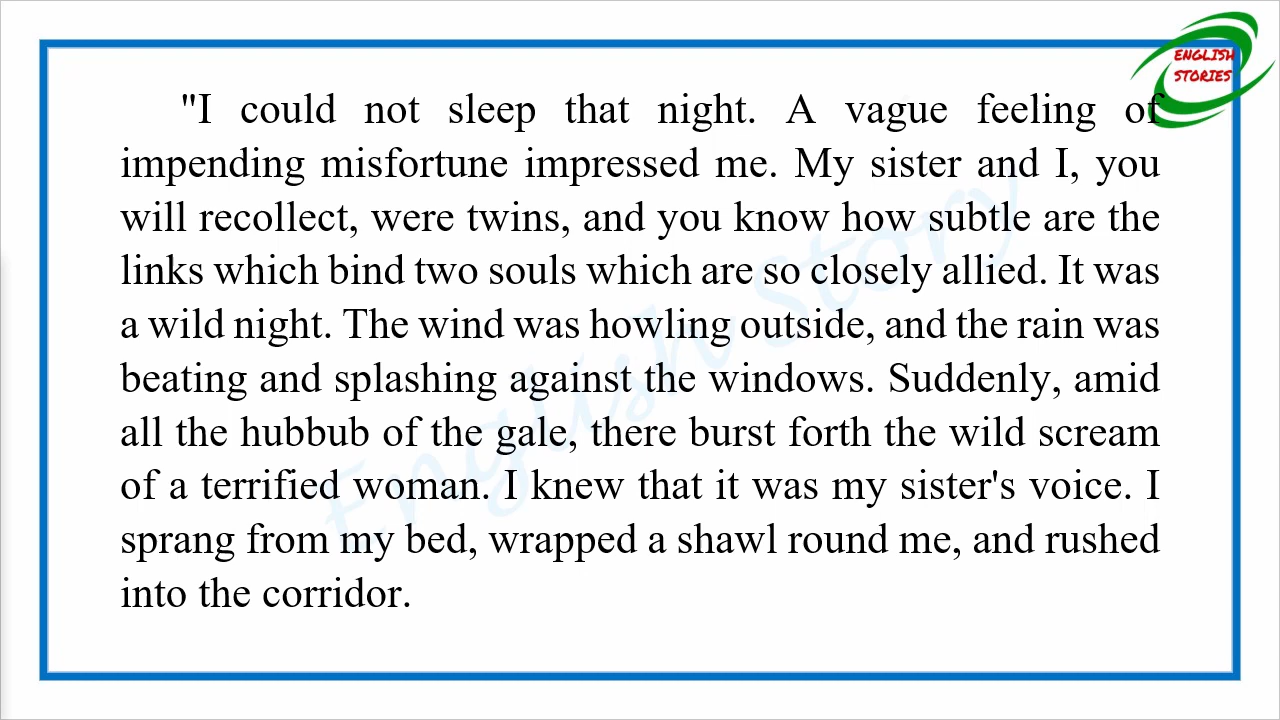 ENGLISH
STORIES
"I could not sleep that night. A vague feeling of
impending misfortune impressed me. My sister and I, you
will recollect, were twins, and you know how subtle are the
links which bind two souls which are so closely allied. It was
a wild night. The wind was howling outside, and the rain was
beating and splashing against the windows. Suddenly, amid
all the hubbub of the gale, there burst forth the wild scream
of a terrified woman. I knew that it was my sister's voice. I
sprang from my bed, wrapped a shawl round me, and rushed
into the corridor.
English Story